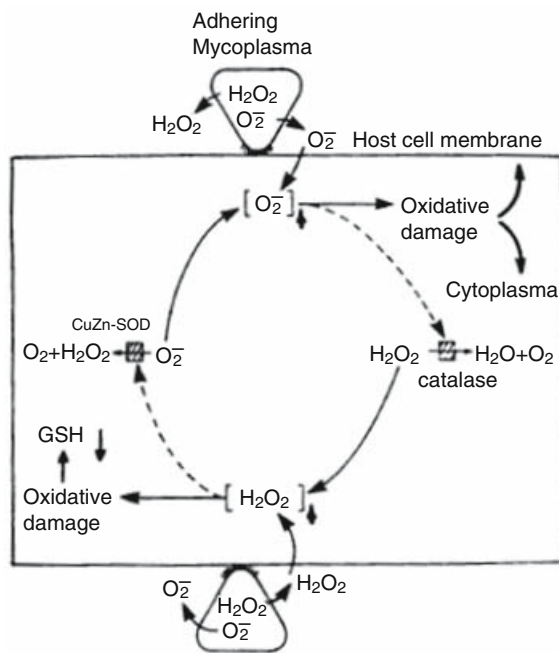 Adhering
Mycoplasma
H₂O₂
O₂⁻
H₂O₂
O₂⁻
Host cell membrane
[O₂⁻]
Oxidative
damage
Cytoplasma
CuZn-SOD
O₂+H₂O₂
O₂⁻
H₂O₂
H₂O+O₂
catalase
GSH
Oxidative
damage
[H₂O₂]
H₂O₂
O₂⁻
H₂O₂
O₂⁻